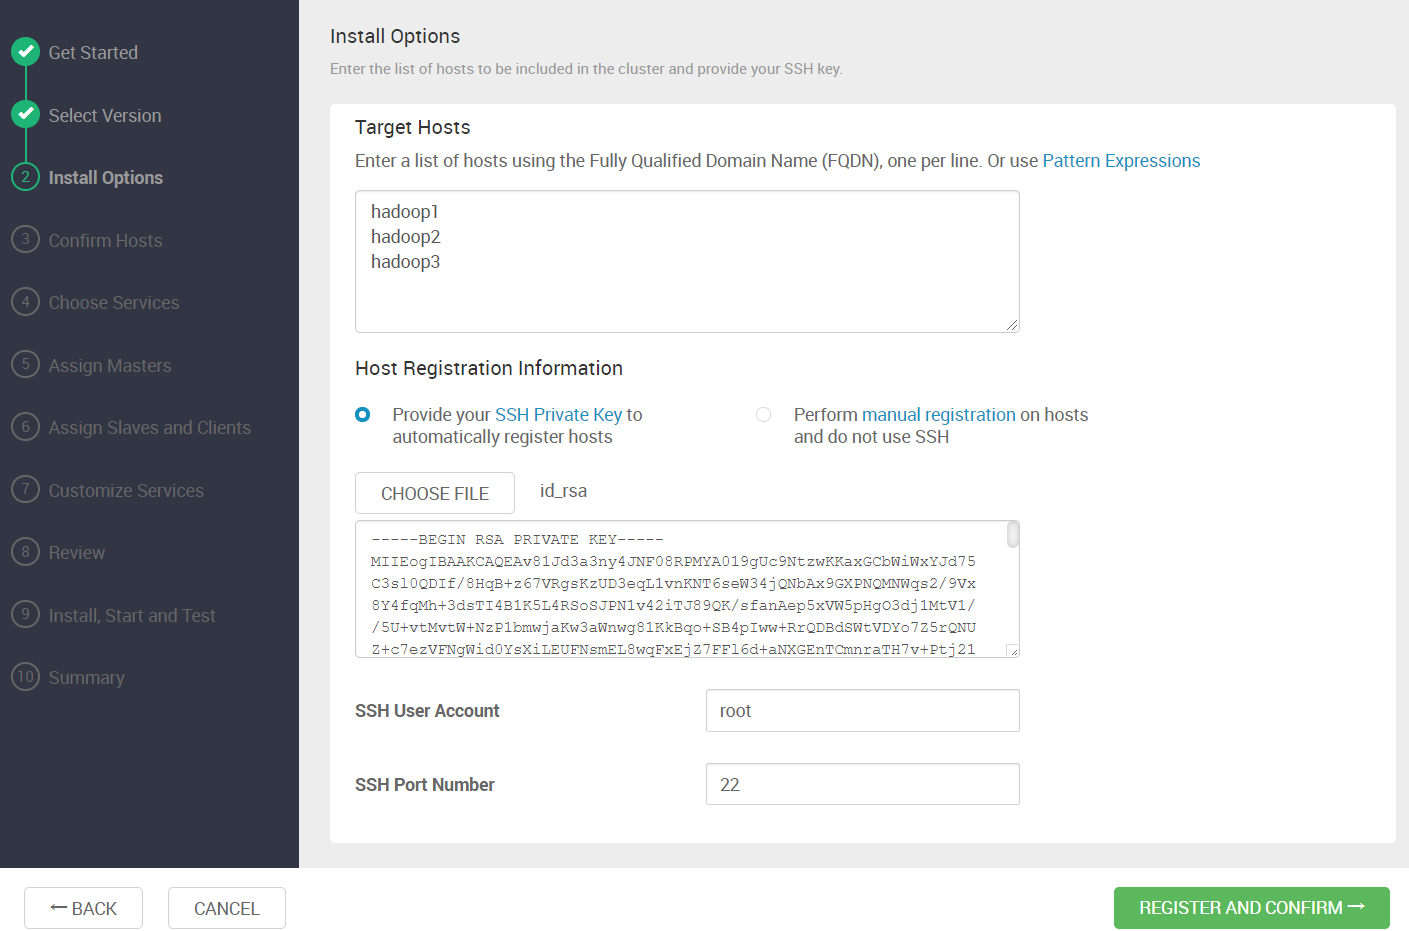 Get Started
Select Version
2 Install Options
3 Confirm Hosts
4 Choose Services
5 Assign Masters
6 Assign Slaves and Clients
7 Customize Services
8 Review
9 Install, Start and Test
10 Summary
Install Options
Enter the list of hosts to be included in the cluster and provide your SSH key.
Target Hosts
Enter a list of hosts using the Fully Qualified Domain Name (FQDN), one per line. Or use Pattern Expressions
hadoop1
hadoop2
hadoop3
Host Registration Information
Provide your SSH Private Key to
automatically register hosts
Perform manual registration on hosts
and do not use SSH
CHOOSE FILE id_rsa
-----BEGIN RSA PRIVATE KEY-----
MIIEogIBAAKCAQEAv81Jd3a3ny4JNF08RPMYA019gUc9NtzwKKaxGCbWiWxYJd75
C3sl0QDIf/8HqB+z67VRgsKzUD3eqL1vnKNT6seW34jQNbAx9GXPNQMNWqs2/9Vx
8Y4fqMh+3dsTI4B1K5L4RSoSJPN1v42iTJ89QK/sfanAep5xVW5pHgO3dj1MtV1/
/5U+vtMvtW+NzP1bmwjaKw3aWnwg81KkBqo+SB4pIww+RrQDBdSWtVDYo7Z5rQNU
Z+c7ezVFNgWid0YsXiLEUFNsmEL8wqFxEjZ7FFl6d+aNXGEnTCmnraTH7v+Ptj21
SSH User Account root
SSH Port Number 22
← BACK
CANCEL
REGISTER AND CONFIRM →